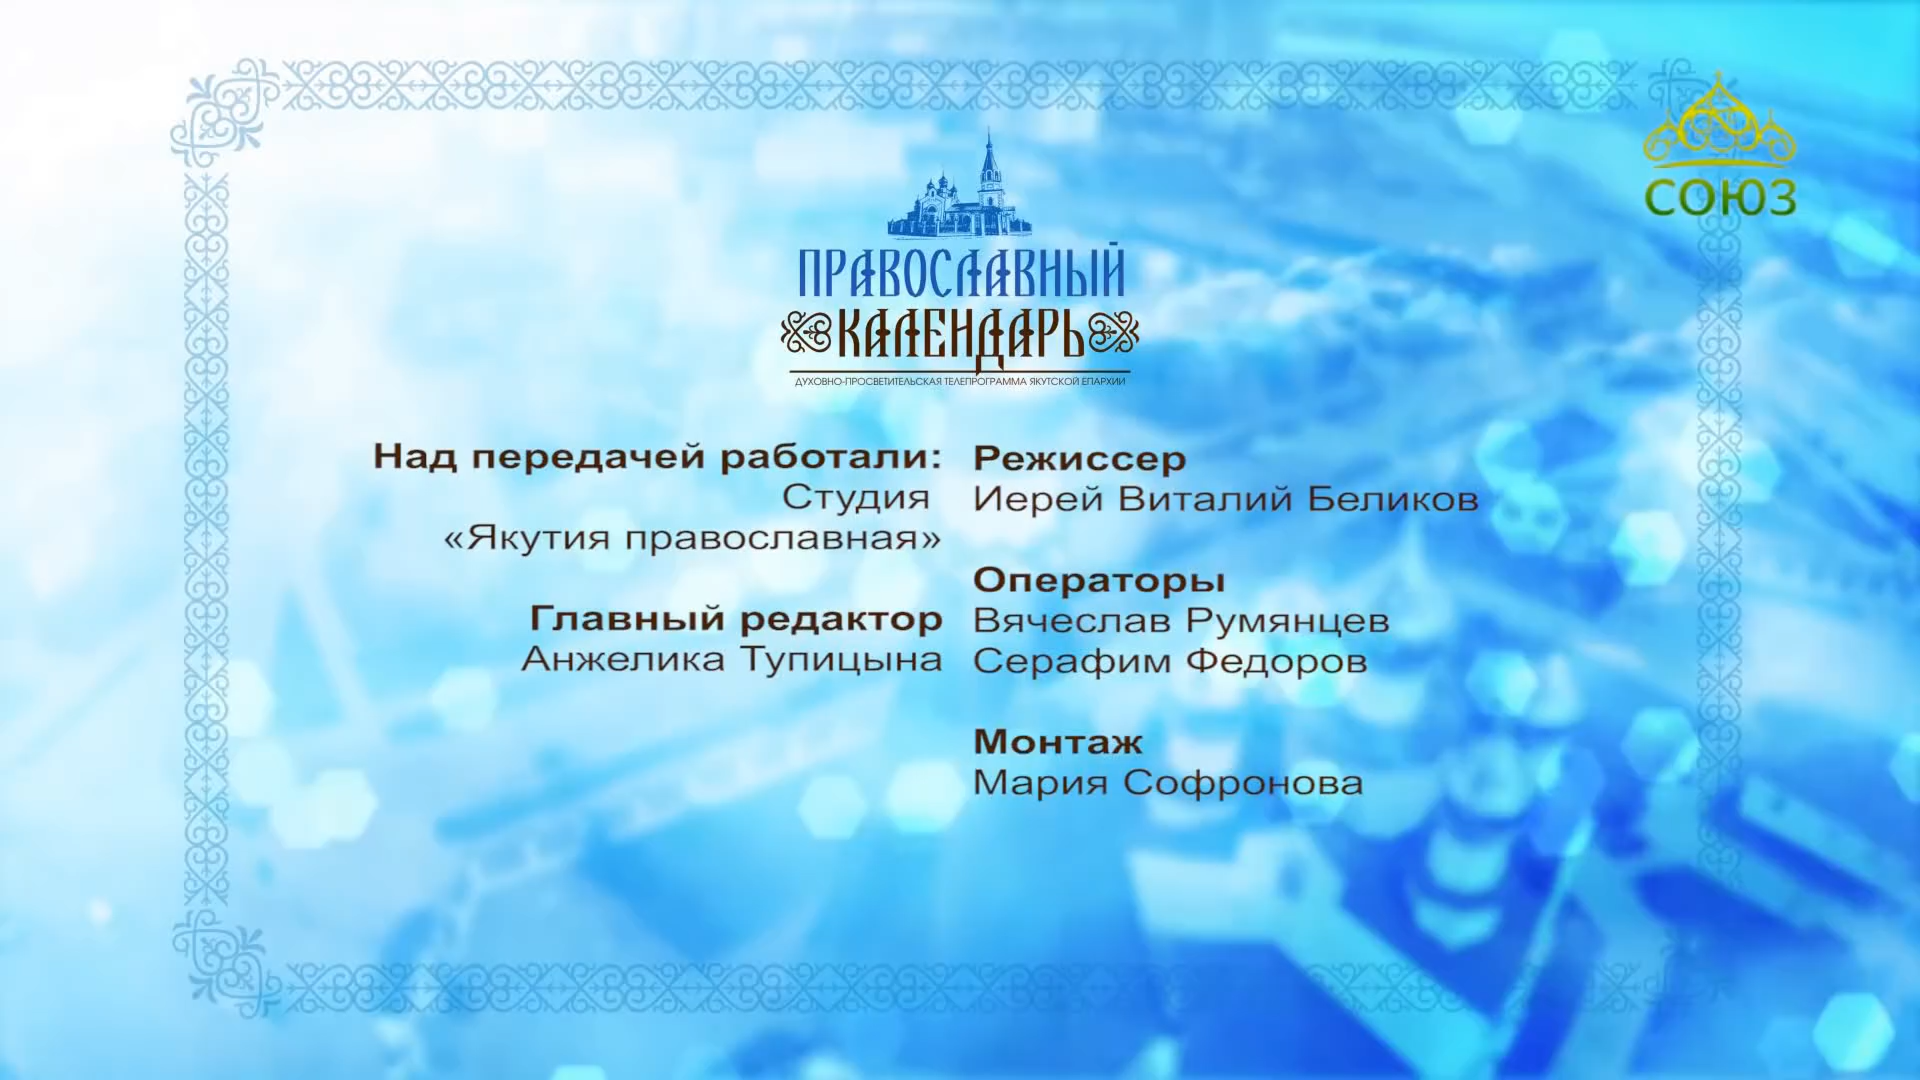 СОЮЗ
ПРАВОСЛАВНЫЙ
КАЛЕНДАРЬ
ДУХОВНО-ПРОСВЕТИТЕЛЬСКАЯ ТЕЛЕПРОГРАММА ЯКУТСКОЙ ЕПАРХИИ
Над передачей работали:
Студия
«Якутия православная»
Главный редактор
Анжелика Тупицына
Режиссер
Иерей Виталий Беликов
Операторы
Вячеслав Румянцев
Серафим Федоров
Монтаж
Мария Софронова